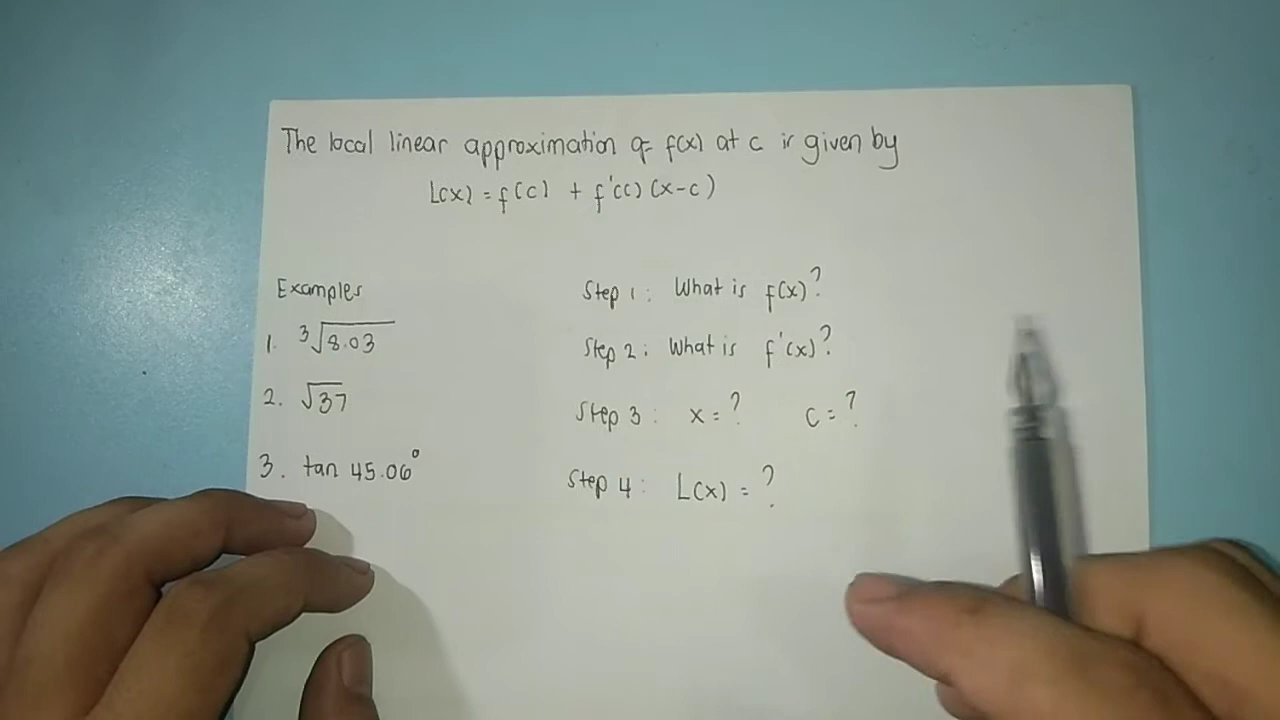 The local linear approximation of f(x) at c is given by
L(x) = f(c) + f'(c) (x-c)
Examples
1. ∛8.03
2. √37
3. tan 45.06°
Step 1: What is f(x)?
Step 2: What is f'(x)?
Step 3: x = ? c = ?
Step 4: L(x) = ?